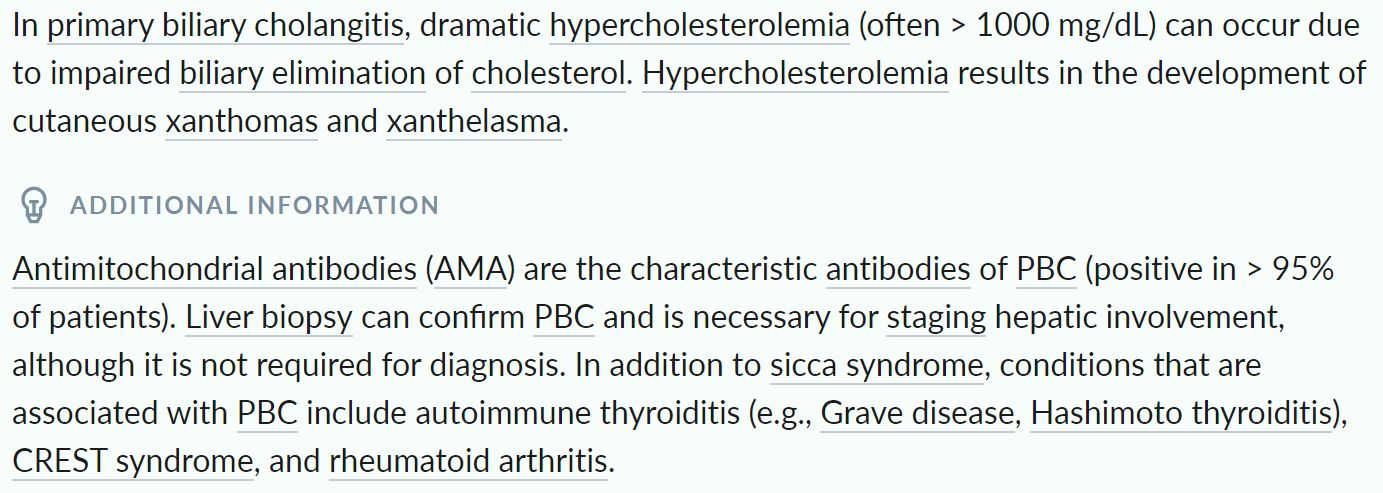 In primary biliary cholangitis, dramatic hypercholesterolemia (often > 1000 mg/dL) can occur due
to impaired biliary elimination of cholesterol. Hypercholesterolemia results in the development of
cutaneous xanthomas and xanthelasma.
ADDITIONAL INFORMATION
Antimitochondrial antibodies (AMA) are the characteristic antibodies of PBC (positive in > 95%
of patients). Liver biopsy can confirm PBC and is necessary for staging hepatic involvement,
although it is not required for diagnosis. In addition to sicca syndrome, conditions that are
associated with PBC include autoimmune thyroiditis (e.g., Grave disease, Hashimoto thyroiditis),
CREST syndrome, and rheumatoid arthritis.